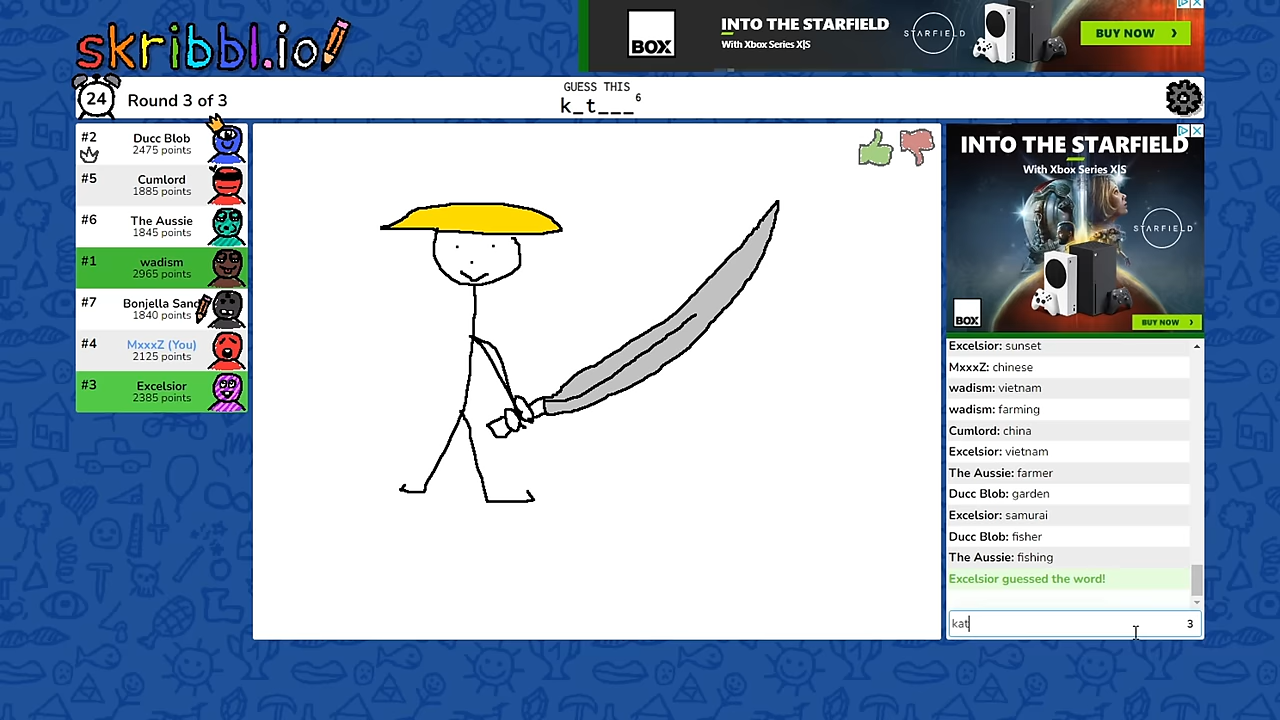 skribbl.io
BOX
INTO THE STARFIELD
With Xbox Series X|S
STARFIELD
BUY NOW
24
Round 3 of 3
GUESS THIS
k_t___6
#2
Ducc Blob
2475 points
#5
Cumlord
1885 points
#6
The Aussie
1845 points
#1
wadism
2965 points
#7
Bonjella Sand
1840 points
#4
MxxxZ (You)
2125 points
#3
Excelsior
2385 points
INTO THE STARFIELD
With Xbox Series X|S
STARFIELD
BOX
BUY NOW
Excelsior: sunset
MxxxZ: chinese
wadism: vietnam
wadism: farming
Cumlord: china
Excelsior: vietnam
The Aussie: farmer
Ducc Blob: garden
Excelsior: samurai
Ducc Blob: fisher
The Aussie: fishing
Excelsior guessed the word!
kat
3